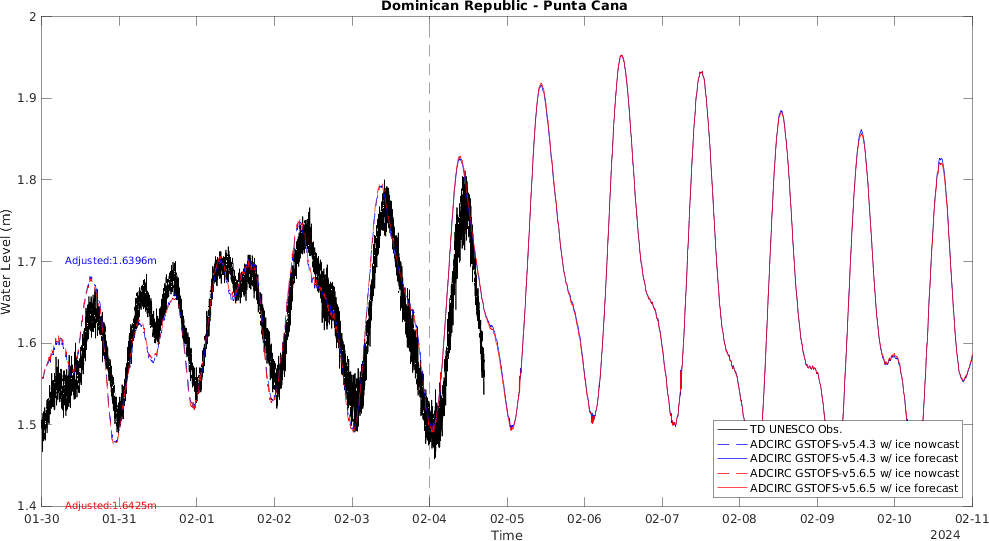 Dominican Republic - Punta Cana
2
1.9
1.8
1.7
1.6
1.5
1.4
Water Level (m)
Adjusted:1.6396m
Adjusted:1.6425m
TD UNESCO Obs.
ADCIRC GSTOFS-v5.4.3 w/ ice nowcast
ADCIRC GSTOFS-v5.4.3 w/ ice forecast
ADCIRC GSTOFS-v5.6.5 w/ ice nowcast
ADCIRC GSTOFS-v5.6.5 w/ ice forecast
01-30 01-31 02-01 02-02 02-03 02-04 02-05 02-06 02-07 02-08 02-09 02-10 02-11
Time
2024